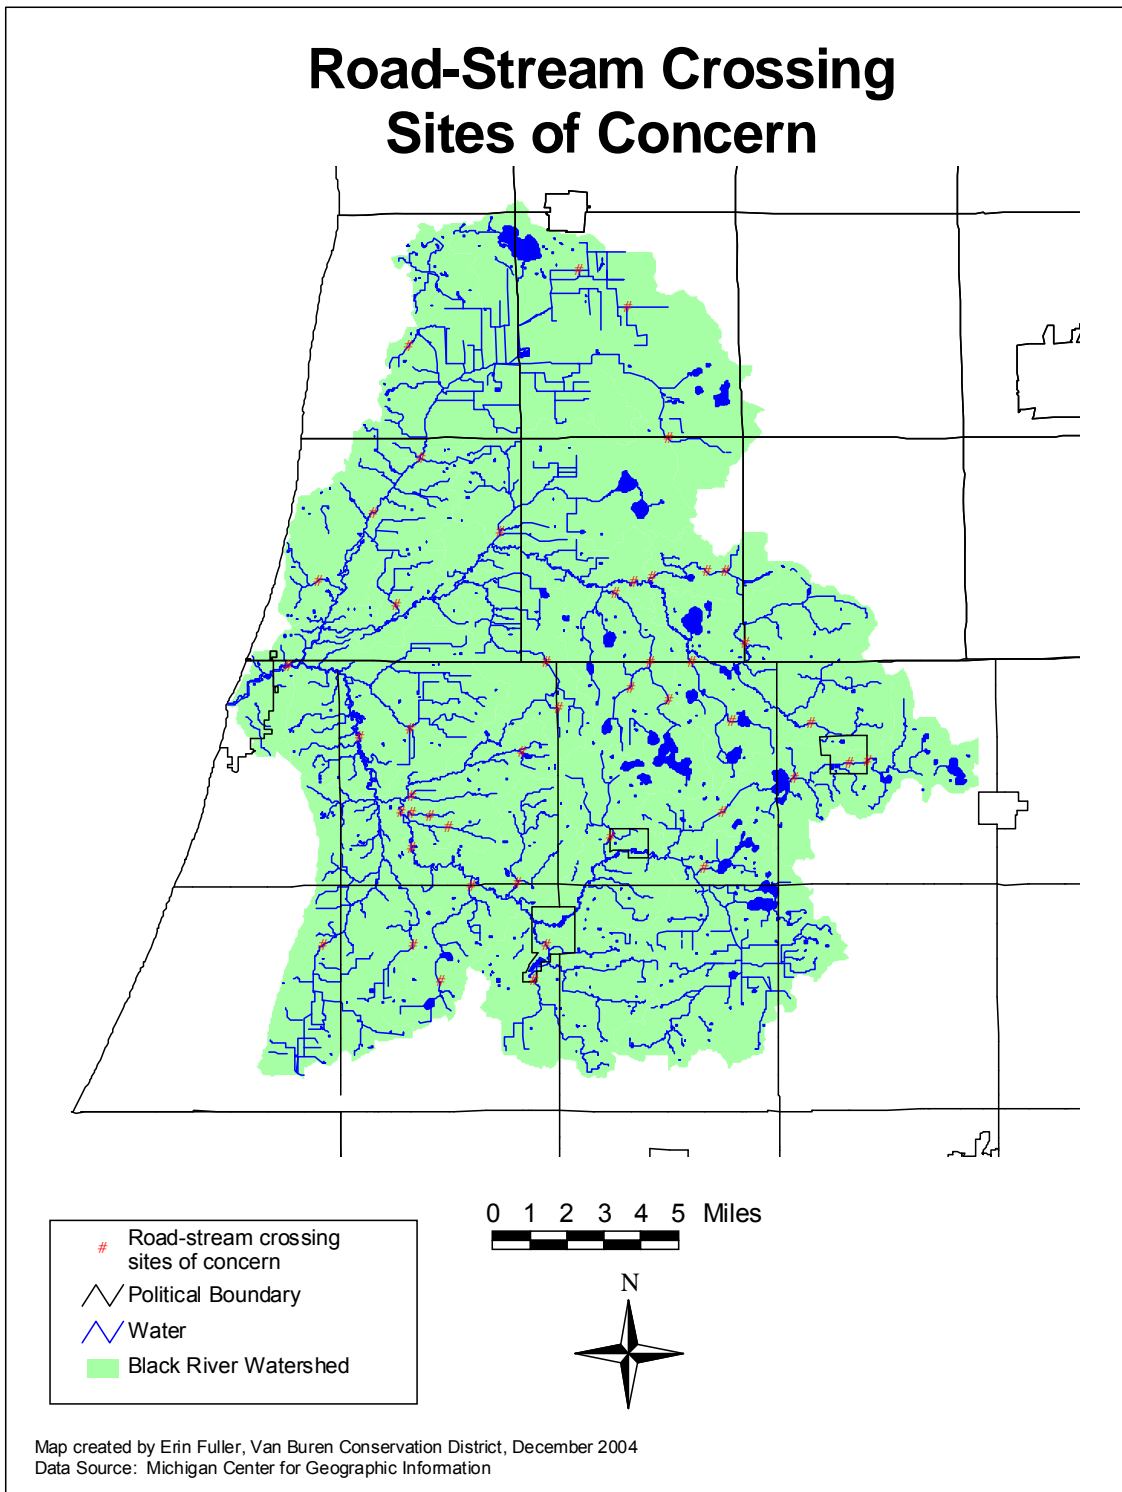 Road-Stream Crossing
Sites of Concern
0 1 2 3 4 5 Miles
N
# Road-stream crossing
sites of concern
Political Boundary
Water
Black River Watershed
Map created by Erin Fuller, Van Buren Conservation District, December 2004
Data Source: Michigan Center for Geographic Information